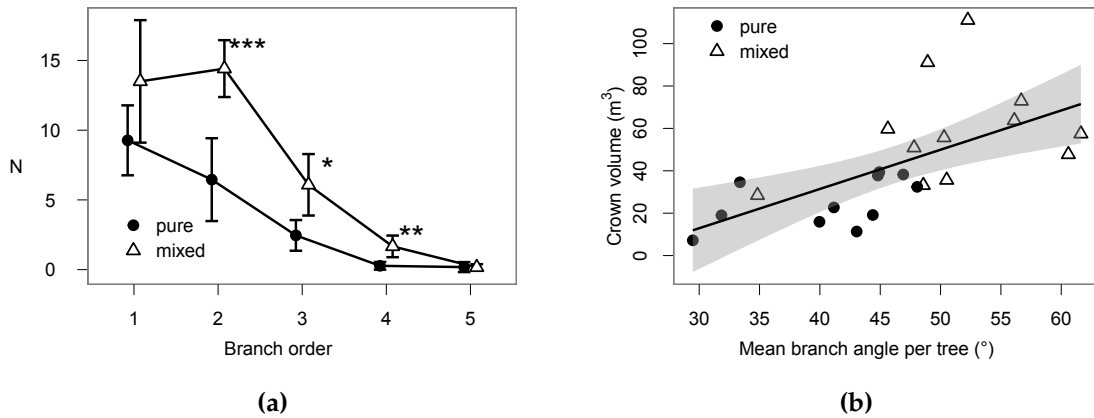 15
10
5
0
N
***
*
**
pure
mixed
1 2 3 4 5
Branch order
(a)
100
80
60
40
20
0
Crown volume (m³)
pure
mixed
30 35 40 45 50 55 60
Mean branch angle per tree (°)
(b)